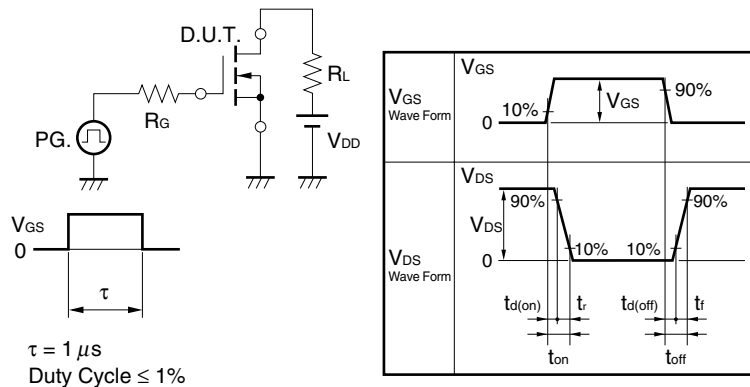 D.U.T.
RL
RG
PG.
VDD
VGS
0
τ
τ = 1 μs
Duty Cycle ≤ 1%
VGS
Wave Form
VGS
10%
VGS
90%
0
VDS
Wave Form
VDS
90%
VDS
10%
10%
90%
0
td(on)
tr
td(off)
tf
ton
toff